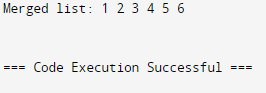 Merged list: 1 2 3 4 5 6
=== Code Execution Successful ===